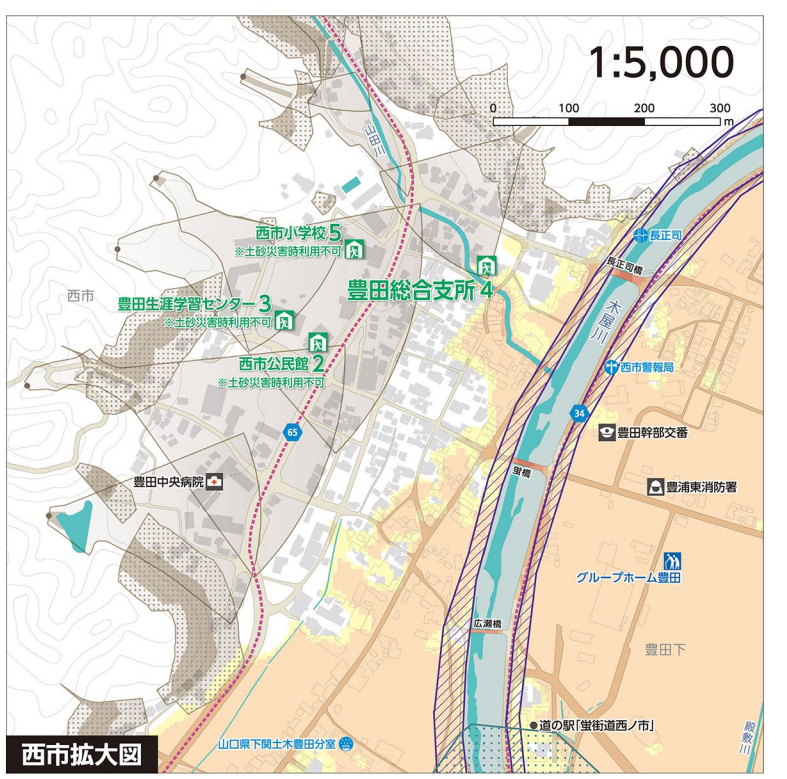 1:5,000
0 100 200 300
m
山田川
長正司
西市小学校 5
※土砂災害時利用不可
長正司橋
豊田総合支所 4
西市
豊田生涯学習センター 3
※土砂災害時利用不可
木屋川
西市公民館 2
※土砂災害時利用不可
西市警報局
34
65
豊田幹部交番
蛍橋
豊田中央病院
豊浦東消防署
グループホーム豊田
広瀬橋
豊田下
道の駅「蛍街道西ノ市」
殿敷川
山口県下関土木豊田分室
西市拡大図